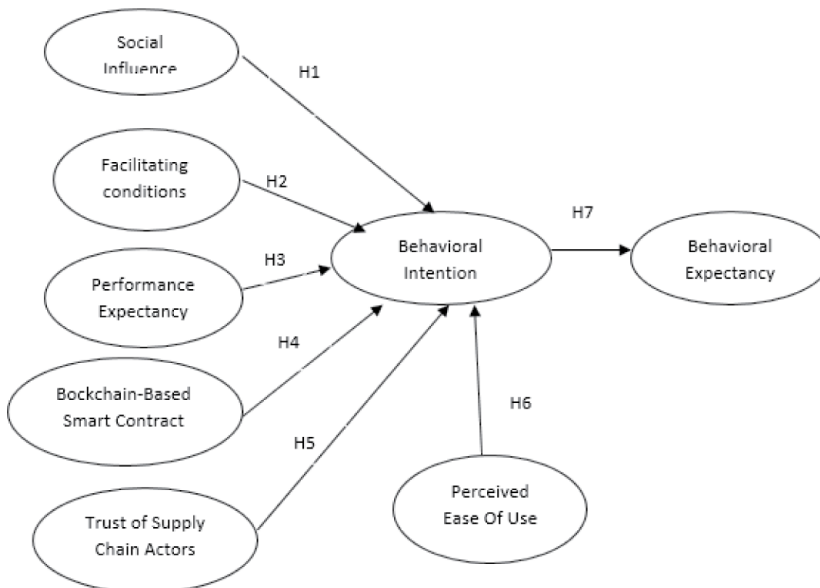 Social
Influence
H1
Facilitating
conditions
H2
Behavioral
Intention
H7
Behavioral
Expectancy
Performance
Expectancy
H3
Bockchain-Based
Smart Contract
H4
Trust of Supply
Chain Actors
H5
H6
Perceived
Ease Of Use